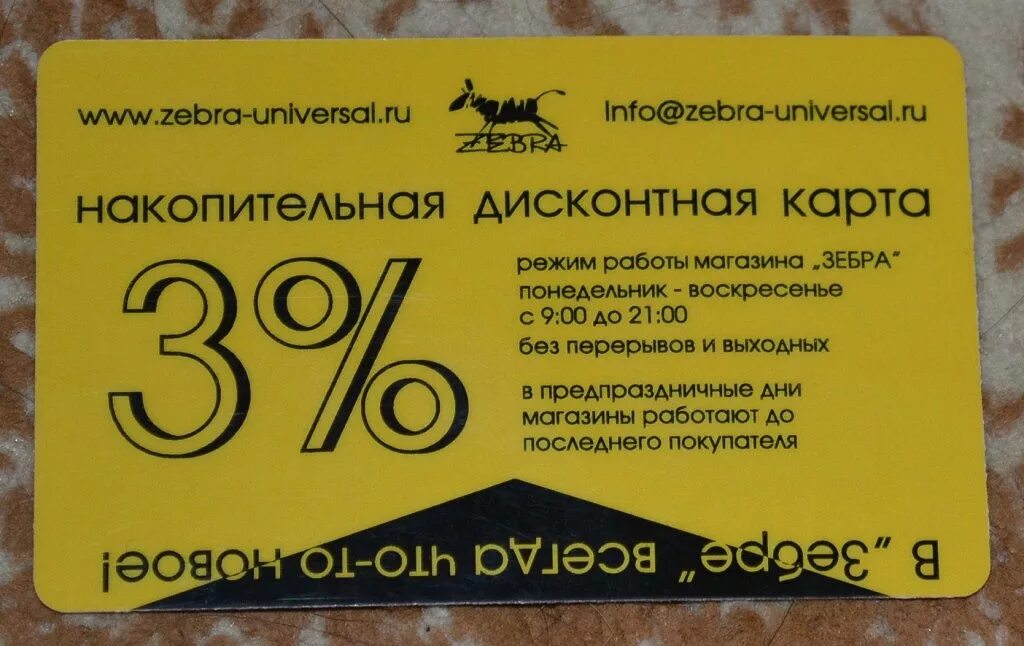 www.zebra-universal.ru
ZEBRA
Info@zebra-universal.ru
накопительная дисконтная карта
3%
режим работы магазина „ЗЕБРА"
понедельник - воскресенье
с 9:00 до 21:00
без перерывов и выходных
в предпраздничные дни
магазины работают до
последнего покупателя
В „Зебре" всегда что-то новое!